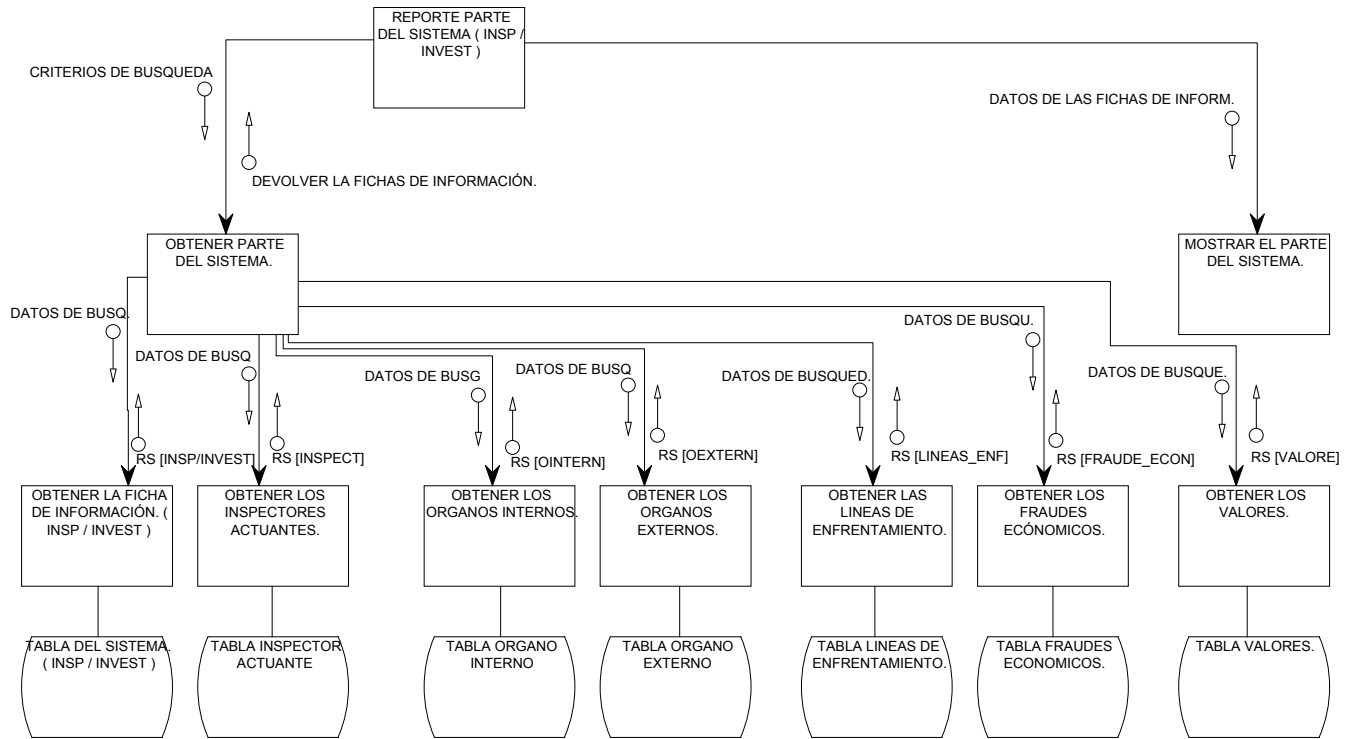 REPORTE PARTE
DEL SISTEMA ( INSP /
INVEST )
CRITERIOS DE BUSQUEDA
DATOS DE LAS FICHAS DE INFORM.
DEVOLVER LA FICHAS DE INFORMACIÓN.
OBTENER PARTE
DEL SISTEMA.
MOSTRAR EL PARTE
DEL SISTEMA.
DATOS DE BUSQ.
DATOS DE BUSQ
DATOS DE BUSG
DATOS DE BUSQ
DATOS DE BUSQUED.
DATOS DE BUSQU.
DATOS DE BUSQUE.
RS [INSP/INVEST]
RS [INSPECT]
RS [OINTERN]
RS [OEXTERN]
RS [LINEAS_ENF]
RS [FRAUDE_ECON]
RS [VALORE]
OBTENER LA FICHA
DE INFORMACIÓN. (
INSP / INVEST )
OBTENER LOS
INSPECTORES
ACTUANTES.
OBTENER LOS
ORGANOS INTERNOS.
OBTENER LOS
ORGANOS
EXTERNOS.
OBTENER LAS
LINEAS DE
ENFRENTAMIENTO.
OBTENER LOS
FRAUDES
ECÓNOMICOS.
OBTENER LOS
VALORES.
TABLA DEL SISTEMA.
( INSP / INVEST )
TABLA INSPECTOR
ACTUANTE
TABLA ORGANO
INTERNO
TABLA ORGANO
EXTERNO
TABLA LINEAS DE
ENFRENTAMIENTO.
TABLA FRAUDES
ECONOMICOS.
TABLA VALORES.